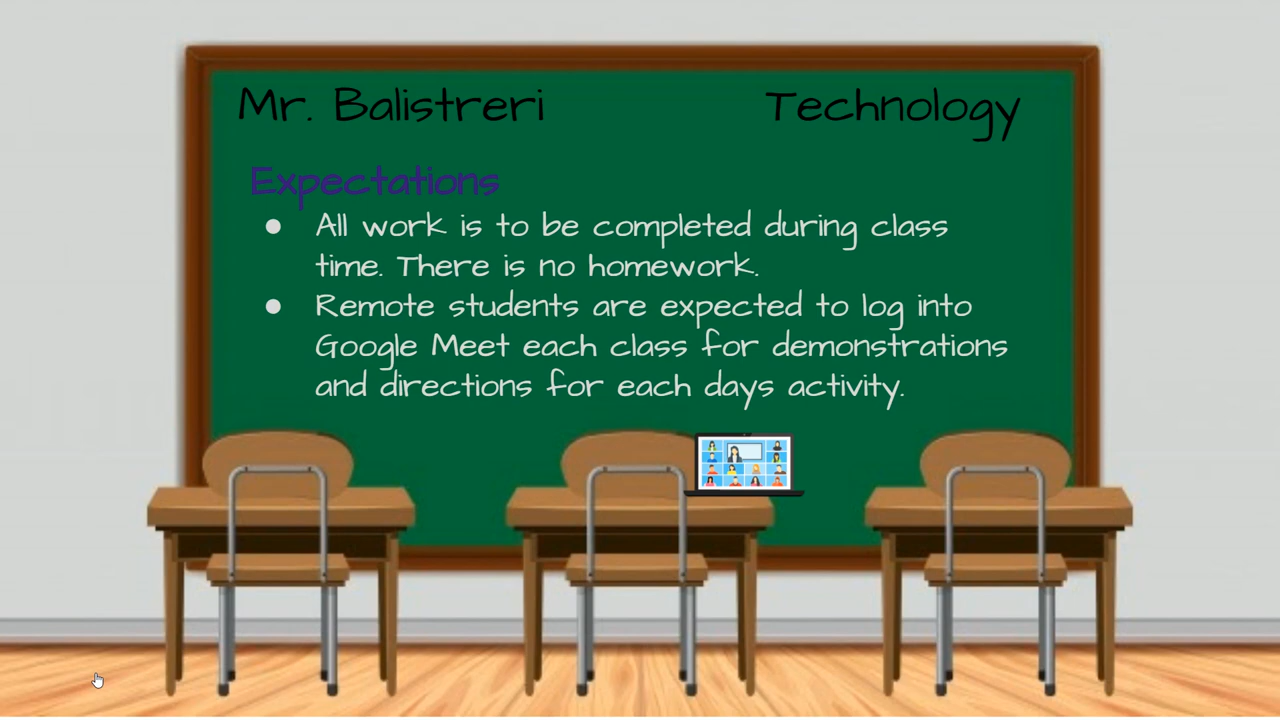 Mr. Balistreri Technology
Expectations
● All work is to be completed during class
time. There is no homework.
● Remote students are expected to log into
Google Meet each class for demonstrations
and directions for each days activity.